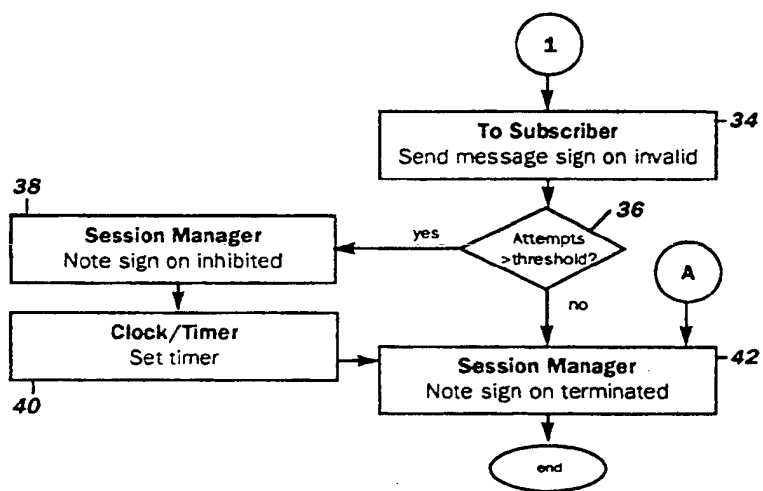 1
To Subscriber
Send message sign on invalid
34
36
Attempts
>threshold?
yes
no
38
Session Manager
Note sign on inhibited
A
Clock/Timer
Set timer
40
Session Manager
Note sign on terminated
42
end